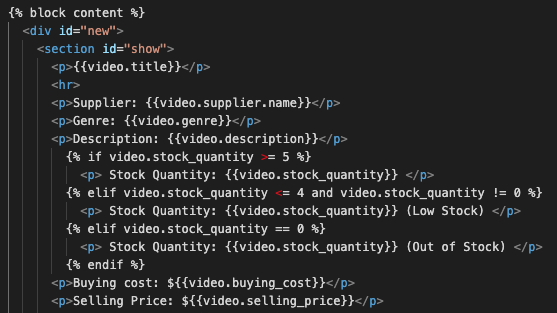 {% block content %}
<div id="new">
<section id="show">
<p>{{video.title}}</p>
<hr>
<p>Supplier: {{video.supplier.name}}</p>
<p>Genre: {{video.genre}}</p>
<p>Description: {{video.description}}</p>
{% if video.stock_quantity >= 5 %}
<p> Stock Quantity: {{video.stock_quantity}} </p>
{% elif video.stock_quantity <= 4 and video.stock_quantity != 0 %}
<p> Stock Quantity: {{video.stock_quantity}} (Low Stock) </p>
{% elif video.stock_quantity == 0 %}
<p> Stock Quantity: {{video.stock_quantity}} (Out of Stock) </p>
{% endif %}
<p>Buying cost: ${{video.buying_cost}}</p>
<p>Selling Price: ${{video.selling_price}}</p>